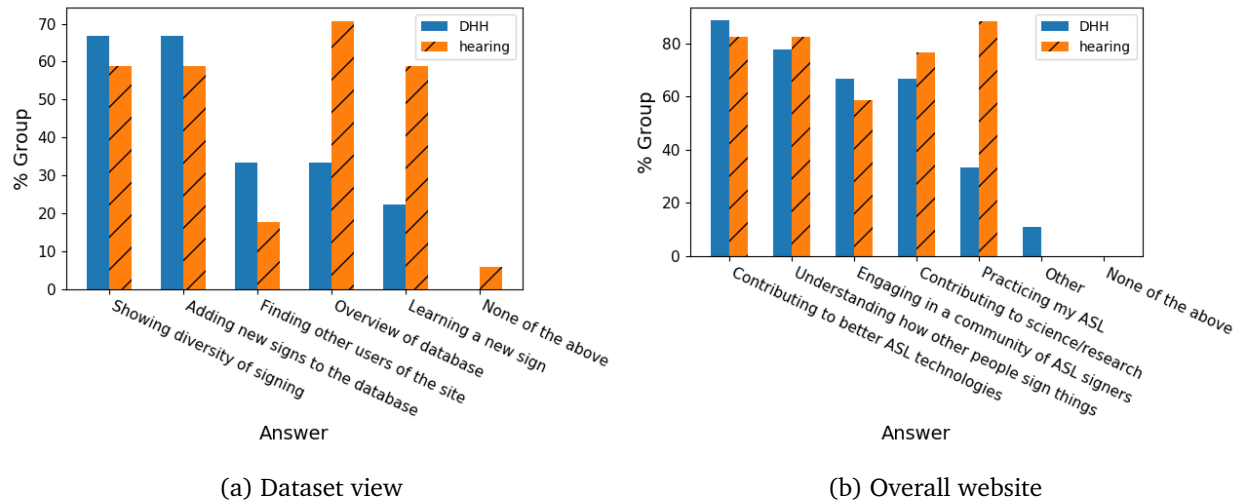 70
60
50
40
30
20
10
0
% Group
DHH
hearing
Showing diversity of signing
Adding new signs to the database
Finding other users of the site
Overview of database
Learning a new sign
None of the above
Answer
(a) Dataset view
80
60
40
20
0
% Group
DHH
hearing
Contributing to better ASL technologies
Understanding how other people sign things
Engaging in a community of ASL signers
Contributing to science/research
Practicing my ASL
Other
None of the above
Answer
(b) Overall website